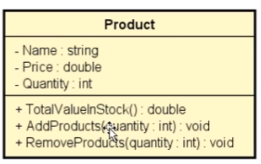 Product
- Name : string
- Price : double
- Quantity : int
+ TotalValueInStock() : double
+ AddProducts(quantity : int) : void
+ RemoveProducts(quantity : int) : void